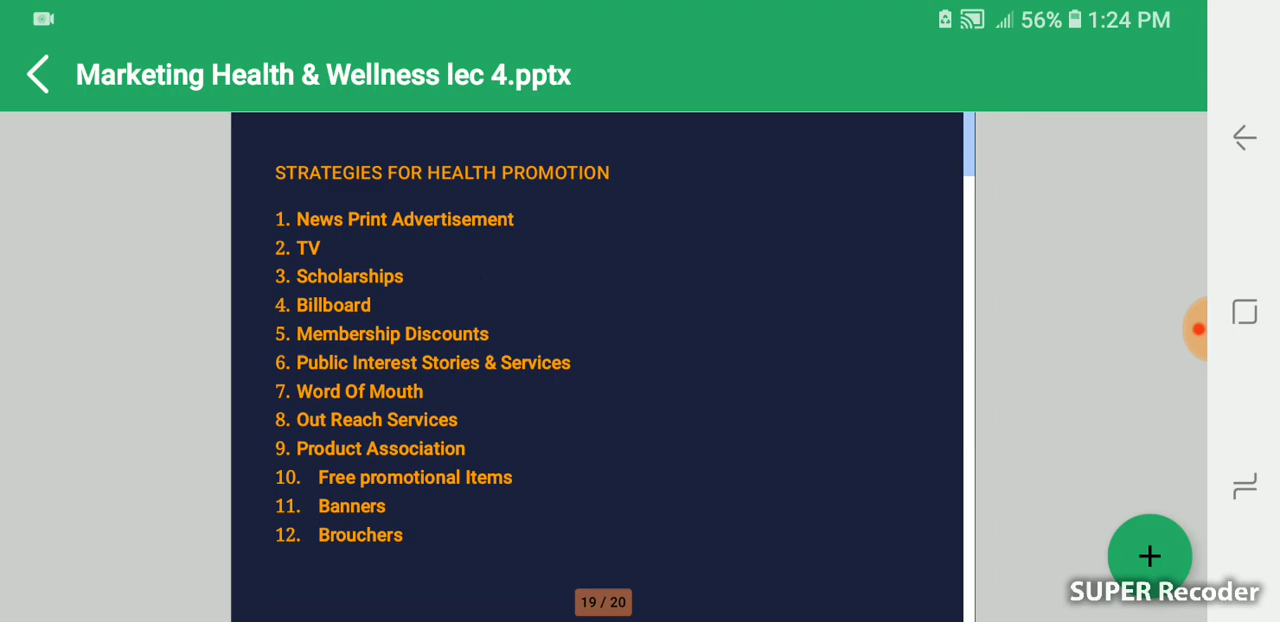 56% 1:24 PM
Marketing Health & Wellness lec 4.pptx
STRATEGIES FOR HEALTH PROMOTION
1. News Print Advertisement
2. TV
3. Scholarships
4. Billboard
5. Membership Discounts
6. Public Interest Stories & Services
7. Word Of Mouth
8. Out Reach Services
9. Product Association
10. Free promotional Items
11. Banners
12. Brouchers
19 / 20
+
SUPER Recoder